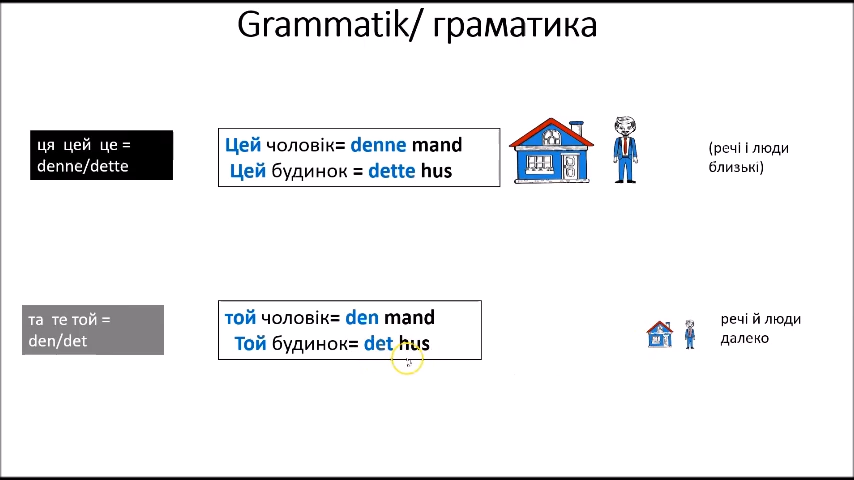 Grammatik/ граматика
ця цей це =
denne/dette
Цей чоловік= denne mand
Цей будинок = dette hus
(речі і люди
близькі)
та те той =
den/det
той чоловік= den mand
Той будинок= det hus
речі й люди
далеко